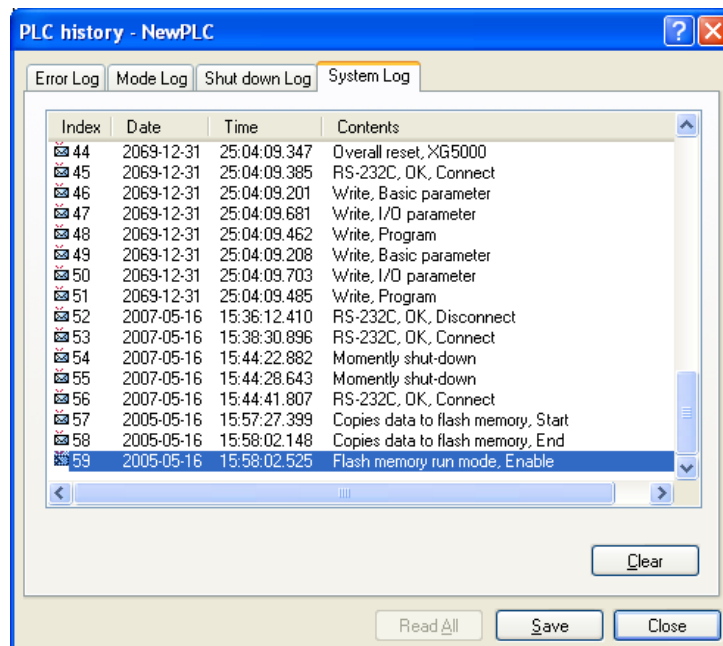 PLC history - NewPLC
Error Log Mode Log Shut down Log System Log
Index Date Time Contents
44 2069-12-31 25:04:09.347 Overall reset, XG5000
45 2069-12-31 25:04:09.385 RS-232C, OK, Connect
46 2069-12-31 25:04:09.201 Write, Basic parameter
47 2069-12-31 25:04:09.681 Write, I/O parameter
48 2069-12-31 25:04:09.462 Write, Program
49 2069-12-31 25:04:09.208 Write, Basic parameter
50 2069-12-31 25:04:09.703 Write, I/O parameter
51 2069-12-31 25:04:09.485 Write, Program
52 2007-05-16 15:36:12.410 RS-232C, OK, Disconnect
53 2007-05-16 15:38:30.896 RS-232C, OK, Connect
54 2007-05-16 15:44:22.882 Momently shut-down
55 2007-05-16 15:44:28.643 Momently shut-down
56 2007-05-16 15:44:41.807 RS-232C, OK, Connect
57 2005-05-16 15:57:27.399 Copies data to flash memory, Start
58 2005-05-16 15:58:02.148 Copies data to flash memory, End
59 2005-05-16 15:58:02.525 Flash memory run mode, Enable
Clear
Read All Save Close